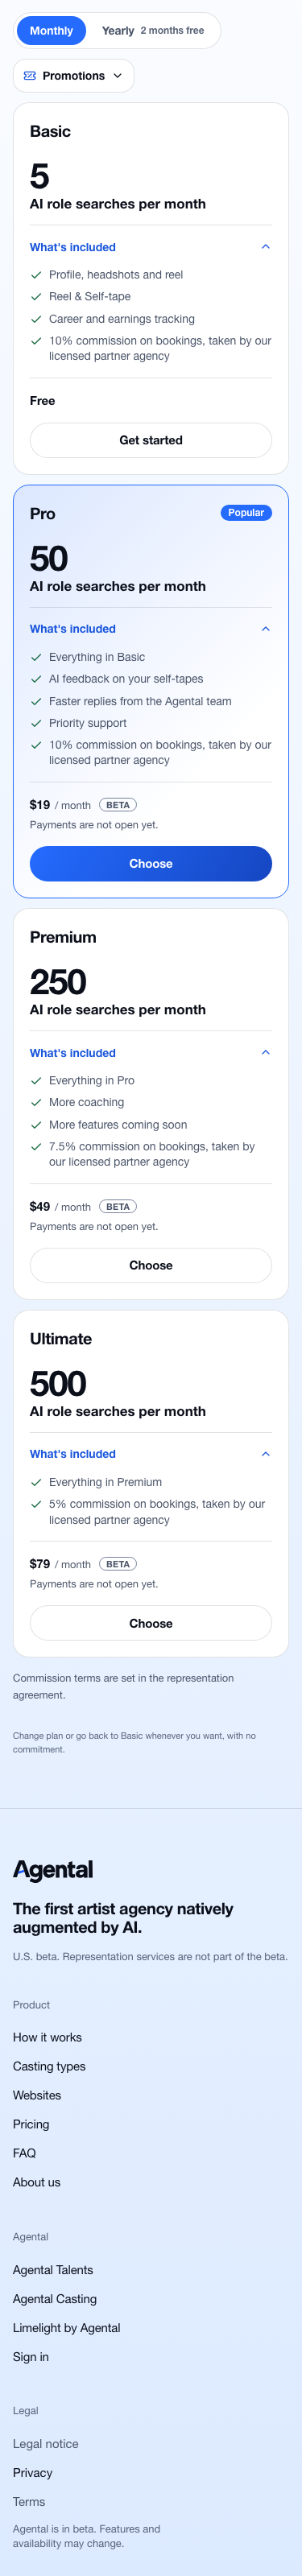 Monthly
Yearly 2 months free
Promotions
Basic
5
AI role searches per month
What's included
Profile, headshots and reel
Reel & Self-tape
Career and earnings tracking
10% commission on bookings, taken by our
licensed partner agency
Free
Get started
Pro
Popular
50
AI role searches per month
What's included
Everything in Basic
AI feedback on your self-tapes
Faster replies from the Agental team
Priority support
10% commission on bookings, taken by our
licensed partner agency
$19 / month BETA
Payments are not open yet.
Choose
Premium
250
AI role searches per month
What's included
Everything in Pro
More coaching
More features coming soon
7.5% commission on bookings, taken by
our licensed partner agency
$49 / month BETA
Payments are not open yet.
Choose
Ultimate
500
AI role searches per month
What's included
Everything in Premium
5% commission on bookings, taken by our
licensed partner agency
$79 / month BETA
Payments are not open yet.
Choose
Commission terms are set in the representation
agreement.
Change plan or go back to Basic whenever you want, with no
commitment.
Agental
The first artist agency natively
augmented by AI.
U.S. beta. Representation services are not part of the beta.
Product
How it works
Casting types
Websites
Pricing
FAQ
About us
Agental
Agental Talents
Agental Casting
Limelight by Agental
Sign in
Legal
Legal notice
Privacy
Terms
Agental is in beta. Features and
availability may change.